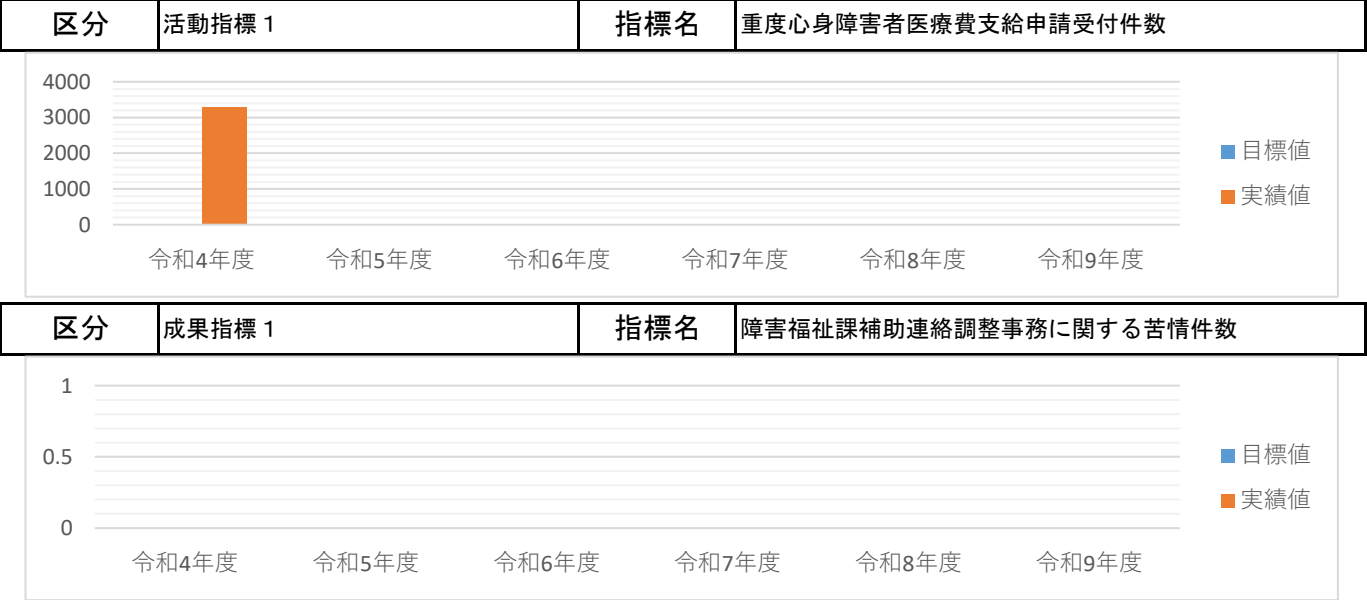 区分 活動指標１ 指標名 重度心身障害者医療費支給申請受付件数
4000
3000
2000
1000
0
令和4年度 令和5年度 令和6年度 令和7年度 令和8年度 令和9年度
目標値
実績値
区分 成果指標１ 指標名 障害福祉課補助連絡調整事務に関する苦情件数
1
0.5
0
令和4年度 令和5年度 令和6年度 令和7年度 令和8年度 令和9年度
目標値
実績値